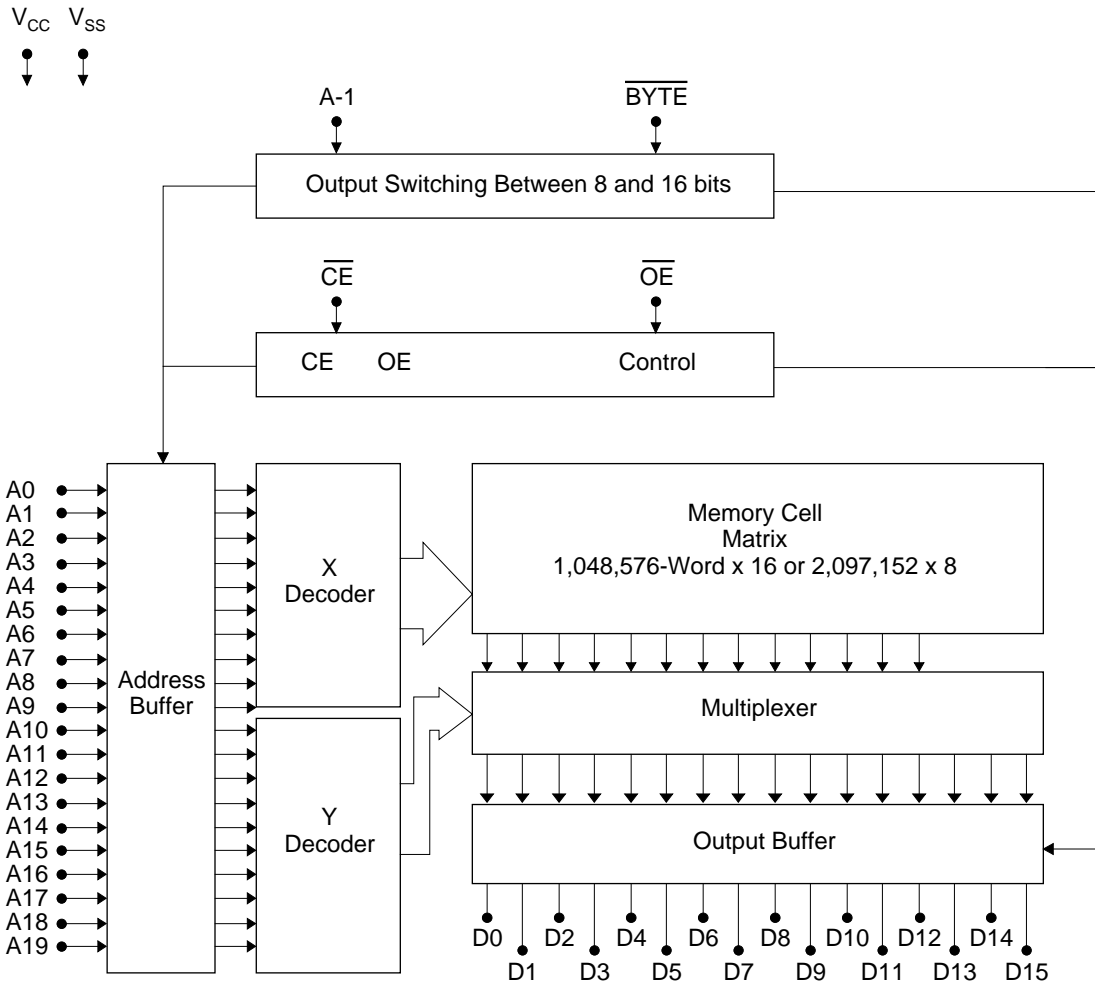 VCC VSS
A-1 BYTE
Output Switching Between 8 and 16 bits
CE OE
CE OE Control
A0
A1
A2
A3
A4
A5
A6
A7
A8
A9
A10
A11
A12
A13
A14
A15
A16
A17
A18
A19
Address
Buffer
X
Decoder
Y
Decoder
Memory Cell
Matrix
1,048,576-Word x 16 or 2,097,152 x 8
Multiplexer
Output Buffer
D0 D2 D4 D6 D8 D10 D12 D14
D1 D3 D5 D7 D9 D11 D13 D15